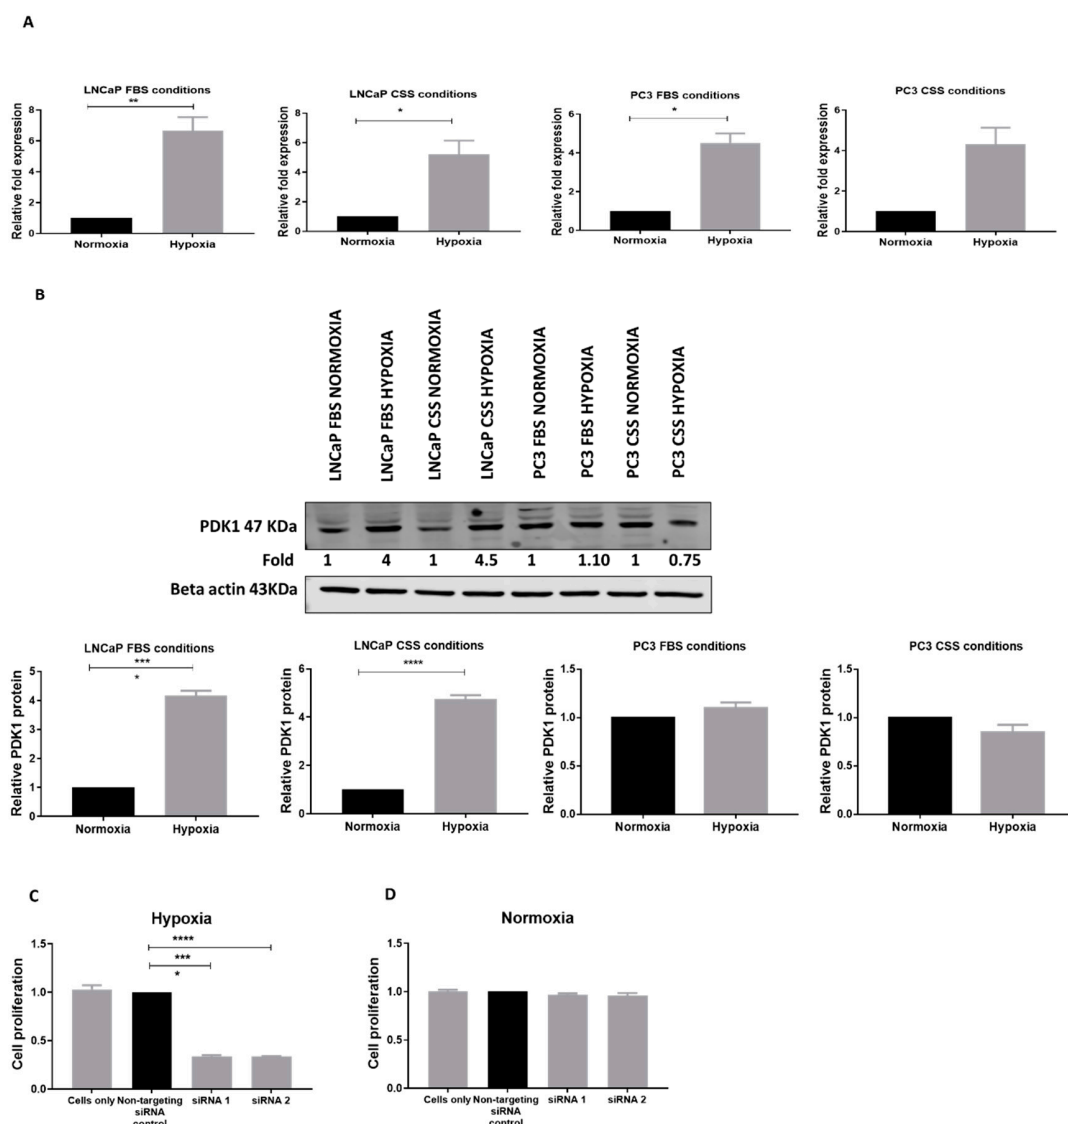 A
LNCaP FBS conditions
**
Relative fold expression
8
6
4
2
0
Normoxia Hypoxia
LNCaP CSS conditions
*
Relative fold expression
8
6
4
2
0
Normoxia Hypoxia
PC3 FBS conditions
*
Relative fold expression
6
4
2
0
Normoxia Hypoxia
PC3 CSS conditions
Relative fold expression
6
4
2
0
Normoxia Hypoxia
B
LNCaP FBS NORMOXIA
LNCaP FBS HYPOXIA
LNCaP CSS NORMOXIA
LNCaP CSS HYPOXIA
PC3 FBS NORMOXIA
PC3 FBS HYPOXIA
PC3 CSS NORMOXIA
PC3 CSS HYPOXIA
PDK1 47 KDa
Fold 1 4 1 4.5 1 1.10 1 0.75
Beta actin 43KDa
LNCaP FBS conditions
***
*
Relative PDK1 protein
5
4
3
2
1
0
Normoxia Hypoxia
LNCaP CSS conditions
****
Relative PDK1 protein
6
4
2
0
Normoxia Hypoxia
PC3 FBS conditions
Relative PDK1 protein
1.5
1.0
0.5
0.0
Normoxia Hypoxia
PC3 CSS conditions
Relative PDK1 protein
1.5
1.0
0.5
0.0
Normoxia Hypoxia
C
Hypoxia
****
***
*
Cell proliferation
1.5
1.0
0.5
0.0
Cells only Non-targeting siRNA 1 siRNA 2
siRNA
control
D
Normoxia
Cell proliferation
1.5
1.0
0.5
0.0
Cells only Non-targeting siRNA 1 siRNA 2
siRNA
control